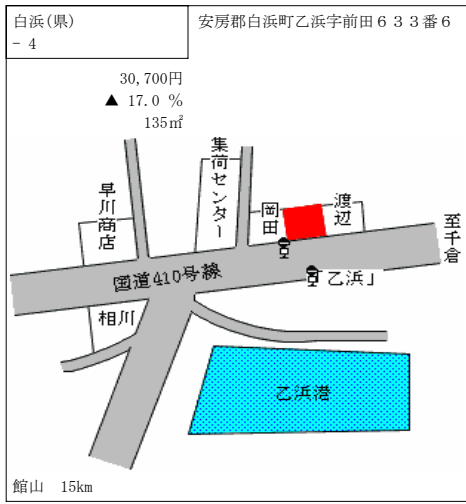 白浜(県)
－ 4
安房郡白浜町乙浜字前田６３３番6
30,700円
▲ 17.0 %
135㎡
集荷センター
早川商店
岡田
渡辺
至千倉
国道410号線
「乙浜」
相川
乙浜港
館山　15km